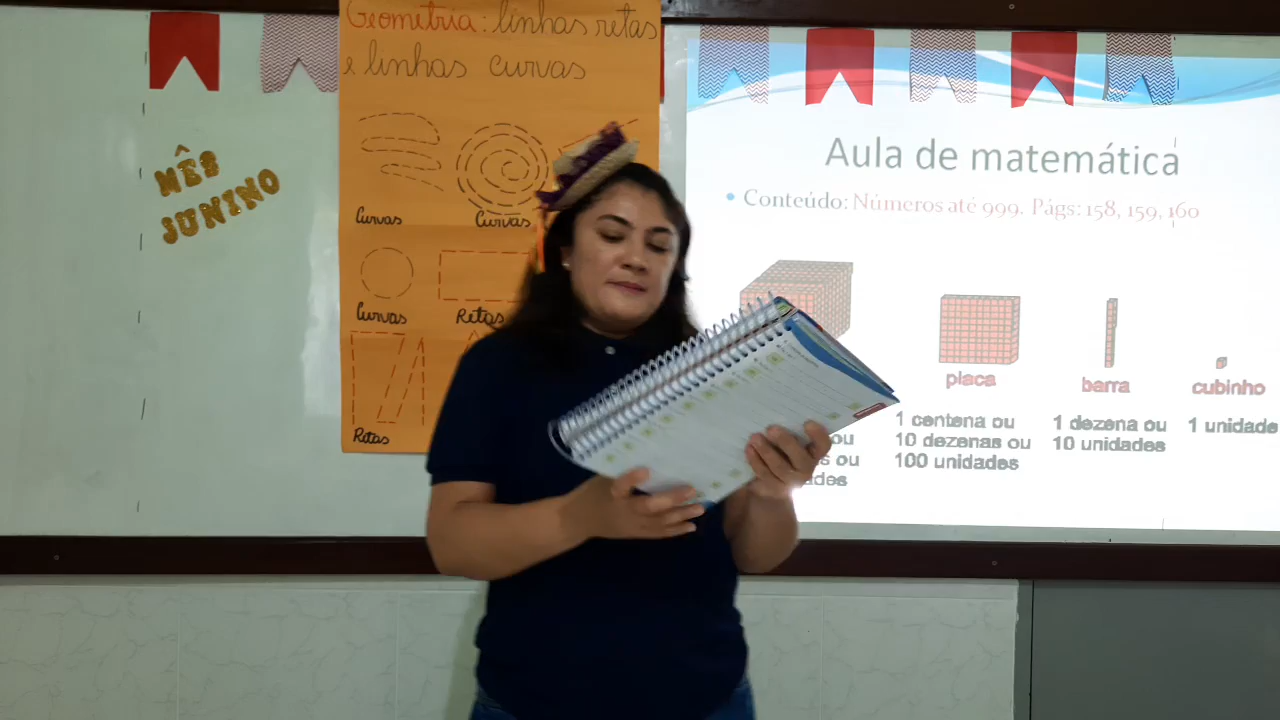 Geometria: linhas retas
e linhas curvas
Curvas
Curvas
Curvas
Retas
Retas
MÊS
JUNINO
Aula de matemática
• Conteúdo: Números até 999. Págs: 158, 159, 160
placa
barra
cubinho
1 centena ou
10 dezenas ou
100 unidades
1 dezena ou
10 unidades
1 unidade
ou
ou